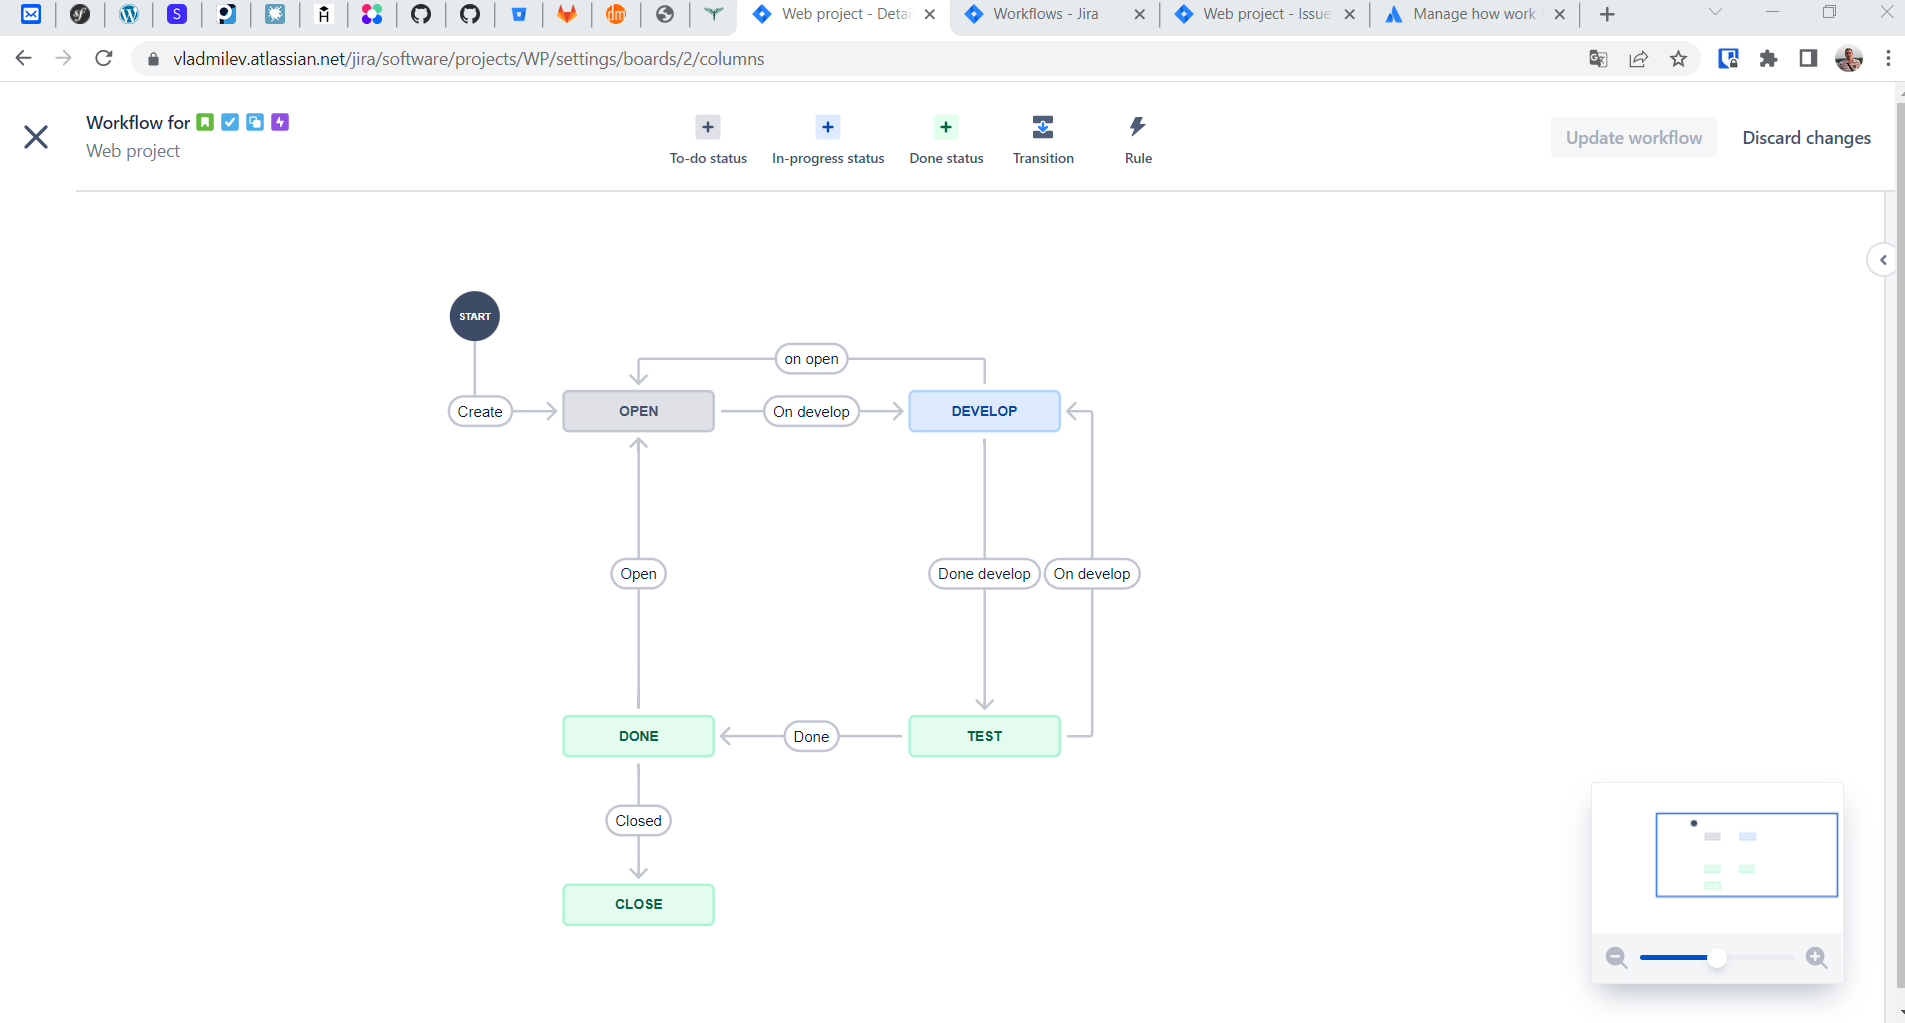 S
H
dm
Web project - Detai
Workflows - Jira
Web project - Issue
Manage how work
vladmilev.atlassian.net/jira/software/projects/WP/settings/boards/2/columns
Workflow for
Web project
To-do status
In-progress status
Done status
Transition
Rule
Update workflow
Discard changes
START
on open
Create
OPEN
On develop
DEVELOP
Open
Done develop
On develop
DONE
Done
TEST
Closed
CLOSE